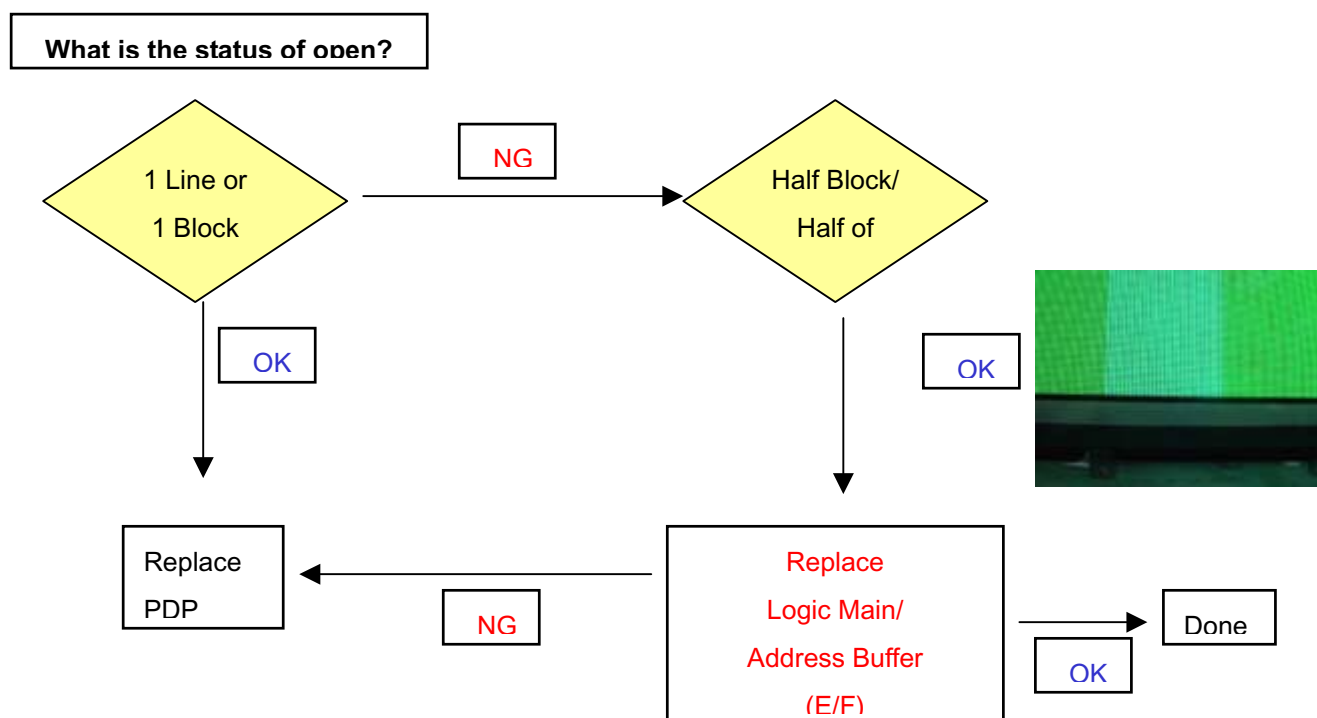 What is the status of open?
1 Line or
1 Block
NG
Half Block/
Half of
OK
OK
Replace
PDP
NG
Replace
Logic Main/
Address Buffer
(E/F)
OK
Done